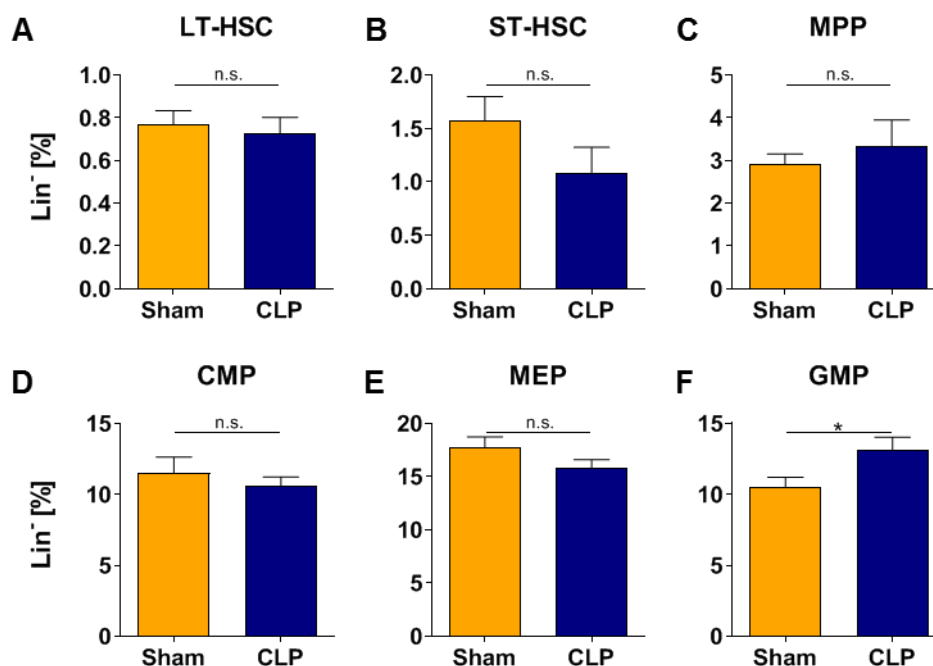 A
LT-HSC
n.s.
1.0
0.8
0.6
0.4
0.2
0.0
Lin⁻ [%]
Sham
CLP
B
ST-HSC
n.s.
2.0
1.5
1.0
0.5
0.0
Sham
CLP
C
MPP
n.s.
5
4
3
2
1
0
Sham
CLP
D
CMP
n.s.
15
10
5
0
Lin⁻ [%]
Sham
CLP
E
MEP
n.s.
20
15
10
5
0
Sham
CLP
F
GMP
*
15
10
5
0
Sham
CLP